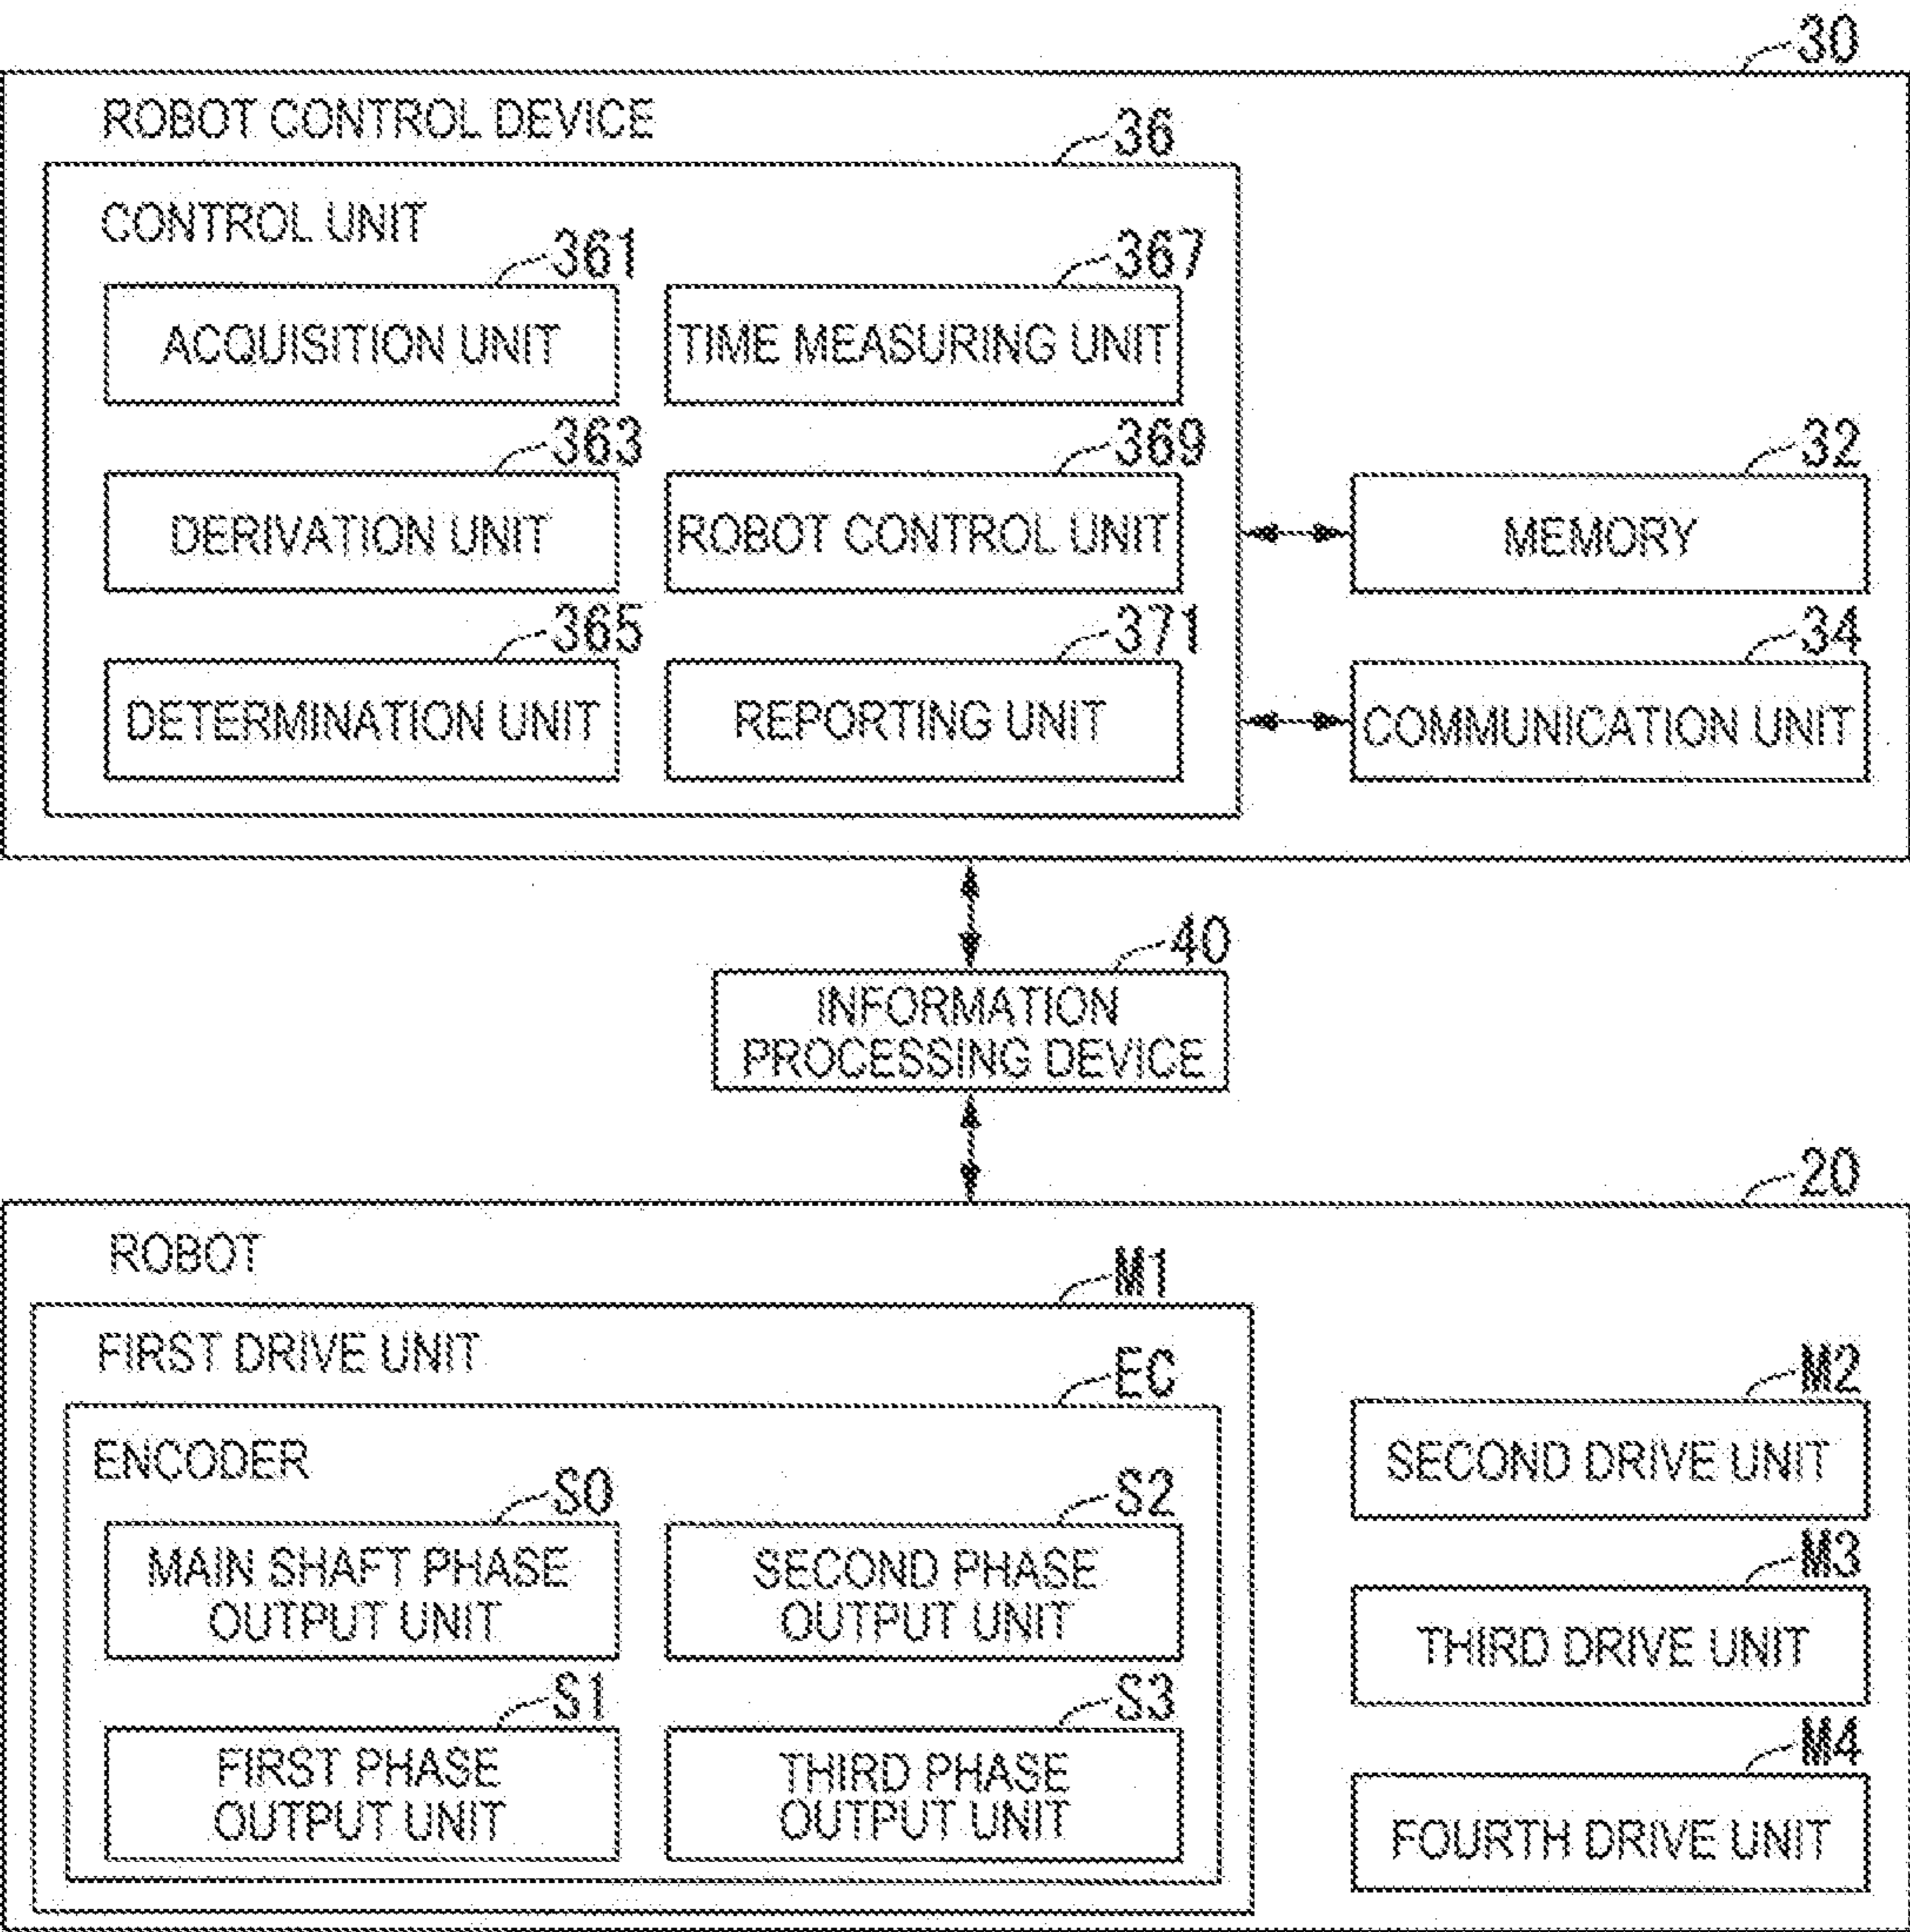 30
ROBOT CONTROL DEVICE
36
CONTROL UNIT
361
ACQUISITION UNIT
367
TIME MEASURING UNIT
363
DERIVATION UNIT
369
ROBOT CONTROL UNIT
365
DETERMINATION UNIT
371
REPORTING UNIT
32
MEMORY
34
COMMUNICATION UNIT
40
INFORMATION
PROCESSING DEVICE
20
ROBOT
M1
FIRST DRIVE UNIT
EC
ENCODER
S0
MAIN SHAFT PHASE
OUTPUT UNIT
S2
SECOND PHASE
OUTPUT UNIT
S1
FIRST PHASE
OUTPUT UNIT
S3
THIRD PHASE
OUTPUT UNIT
M2
SECOND DRIVE UNIT
M3
THIRD DRIVE UNIT
M4
FOURTH DRIVE UNIT